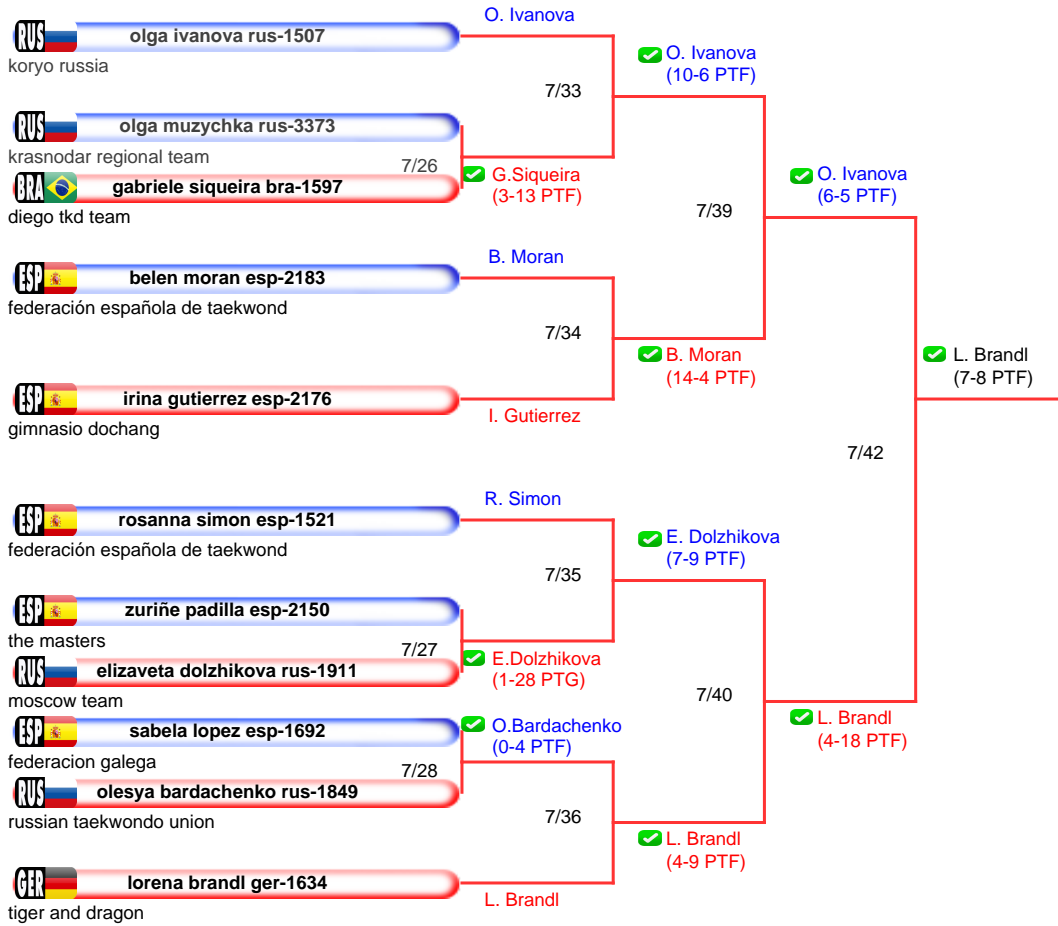 O. Ivanova
RUS olga ivanova rus-1507
koryo russia
O. Ivanova
(10-6 PTF)
7/33
RUS olga muzychka rus-3373
krasnodar regional team
7/26
G.Siqueira
(3-13 PTF)
BRA gabriele siqueira bra-1597
diego tkd team
O. Ivanova
(6-5 PTF)
7/39
B. Moran
ESP belen moran esp-2183
federación española de taekwond
7/34
B. Moran
(14-4 PTF)
L. Brandl
(7-8 PTF)
ESP irina gutierrez esp-2176
gimnasio dochang
I. Gutierrez
7/42
R. Simon
ESP rosanna simon esp-1521
federación española de taekwond
E. Dolzhikova
(7-9 PTF)
7/35
ESP zuriñe padilla esp-2150
the masters
7/27
E.Dolzhikova
(1-28 PTG)
RUS elizaveta dolzhikova rus-1911
moscow team
7/40
L. Brandl
(4-18 PTF)
ESP sabela lopez esp-1692
federacion galega
O.Bardachenko
(0-4 PTF)
7/28
RUS olesya bardachenko rus-1849
russian taekwondo union
7/36
L. Brandl
(4-9 PTF)
GER lorena brandl ger-1634
tiger and dragon
L. Brandl